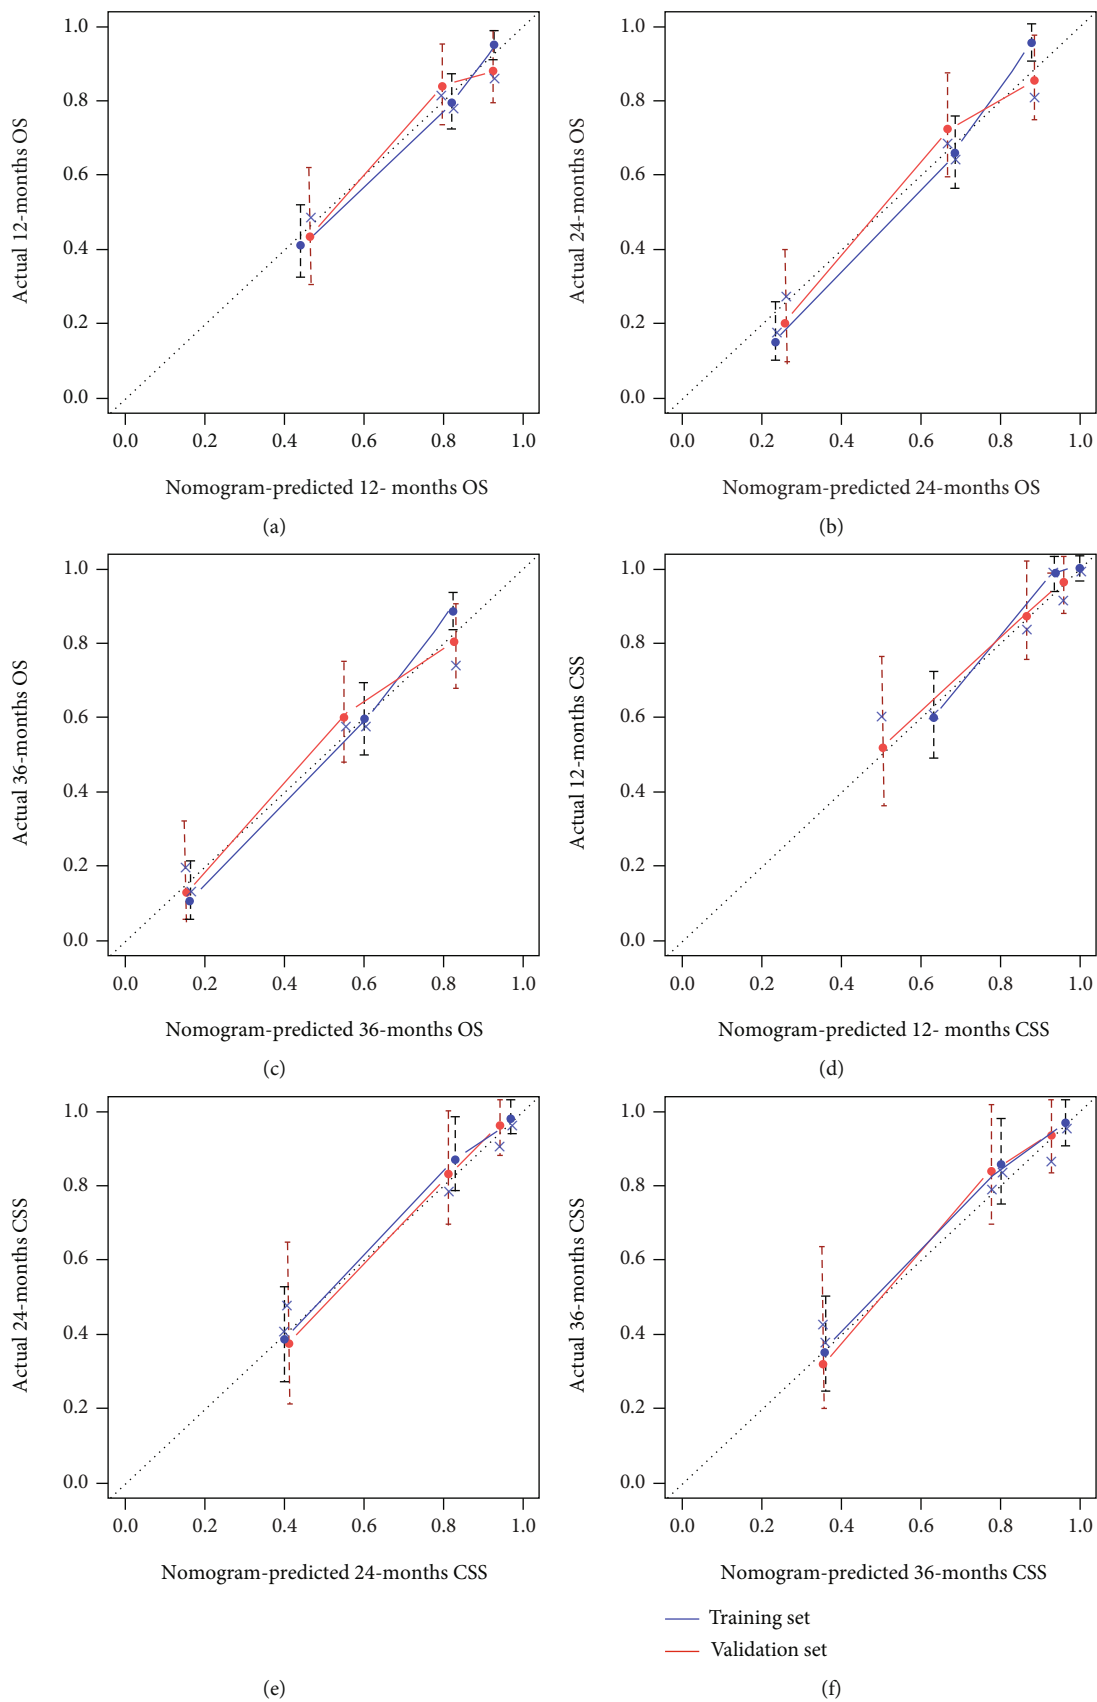 1.0
0.8
0.6
0.4
0.2
0.0
Actual 12-months OS
0.0 0.2 0.4 0.6 0.8 1.0
Nomogram-predicted 12- months OS
(a)
1.0
0.8
0.6
0.4
0.2
0.0
Actual 24-months OS
0.0 0.2 0.4 0.6 0.8 1.0
Nomogram-predicted 24-months OS
(b)
1.0
0.8
0.6
0.4
0.2
0.0
Actual 36-months OS
0.0 0.2 0.4 0.6 0.8 1.0
Nomogram-predicted 36-months OS
(c)
1.0
0.8
0.6
0.4
0.2
0.0
Actual 12-months CSS
0.0 0.2 0.4 0.6 0.8 1.0
Nomogram-predicted 12- months CSS
(d)
1.0
0.8
0.6
0.4
0.2
0.0
Actual 24-months CSS
0.0 0.2 0.4 0.6 0.8 1.0
Nomogram-predicted 24-months CSS
(e)
1.0
0.8
0.6
0.4
0.2
0.0
Actual 36-months CSS
0.0 0.2 0.4 0.6 0.8 1.0
Nomogram-predicted 36-months CSS
Training set
Validation set
(f)